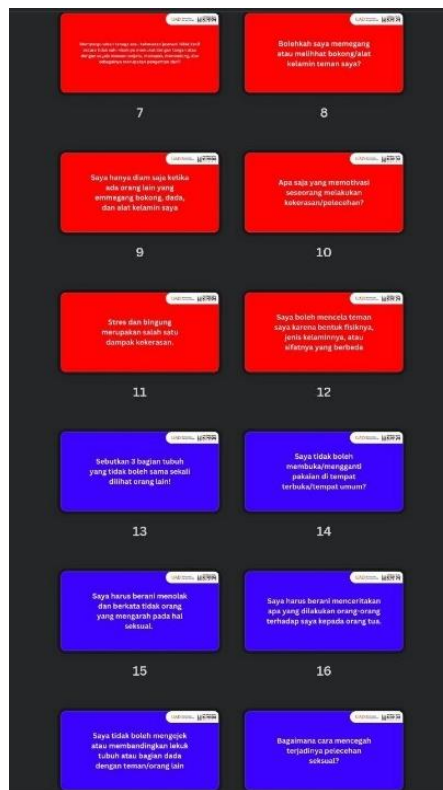 7
Bolehkah saya memegang
atau melihhat bokong/alat
kelamin teman saya?
8
Saya hanya diam saja ketika
ada orang lain yang
emmegang bokong, dada,
dan alat kelamin saya
9
Apa saja yang memotivasi
seseorang melakukan
kekerasan/pelecehan?
10
Stres dan bingung
merupakan salah satu
dampak kekerasan.
11
Saya boleh mencela teman
saya karena bentuk fisiknya,
jenis kelaminnya, atau
sifatnya yang berbeda
12
Sebutkan 3 bagian tubuh
yang tidak boleh sama sekali
dilihat orang lain!
13
Saya tidak boleh
membuka/mengganti
pakaian di tempat
terbuka/tempat umum?
14
Saya harus berani menolak
dan berkata tidak orang
yang mengarah pada hal
seksual.
15
Saya harus berani menceritakan
apa yang dilakukan orang-orang
terhadap saya kepada orang tua.
16
Saya tidak boleh mengejek
atau membandingkan lekuk
tubuh atau bagian dada
dengan teman/orang lain
Bagaimana cara mencegah
terjadinya pelecehan
seksual?